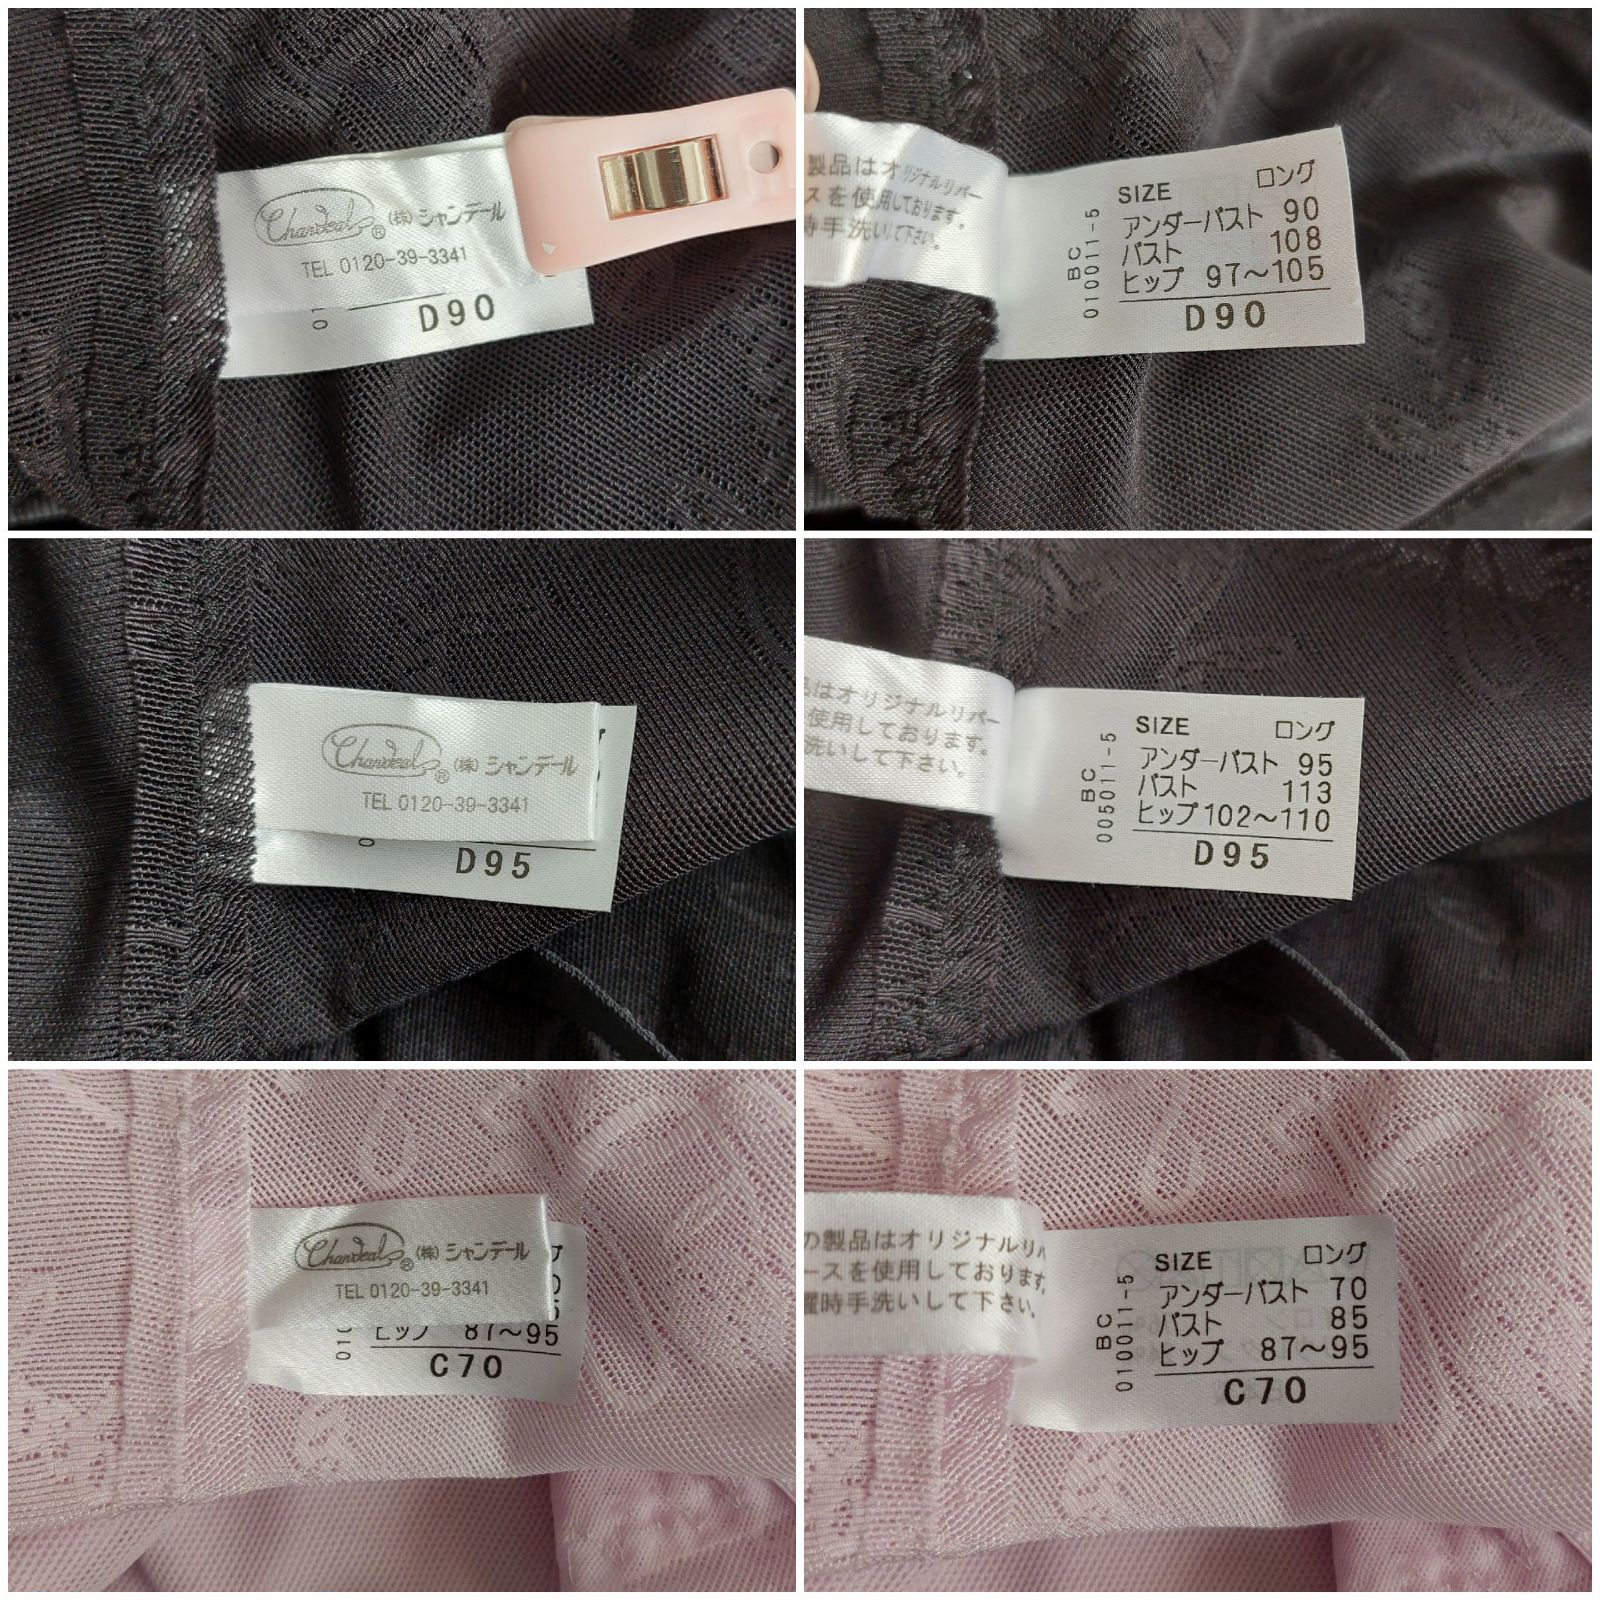 Chandeal® (株)シャンデール
TEL 0120-39-3341
D90
製品はオリジナルリバー
スを使用しております。
時手洗いして下さい。
BC
010011-5
SIZE ロング
アンダーバスト 90
バスト 108
ヒップ 97〜105
D90
Chandeal® (株)シャンデール
TEL 0120-39-3341
D95
品はオリジナルリバー
使用しております。
洗いして下さい。
BC
005011-5
SIZE ロング
アンダーバスト 95
バスト 113
ヒップ 102〜110
D95
Chandeal® (株)シャンデール
TEL 0120-39-3341
ヒップ 87〜95
C70
の製品はオリジナルリバ
ースを使用しております。
濯時手洗いして下さい。
BC
010011-5
SIZE ロング
アンダーバスト 70
バスト 85
ヒップ 87〜95
C70